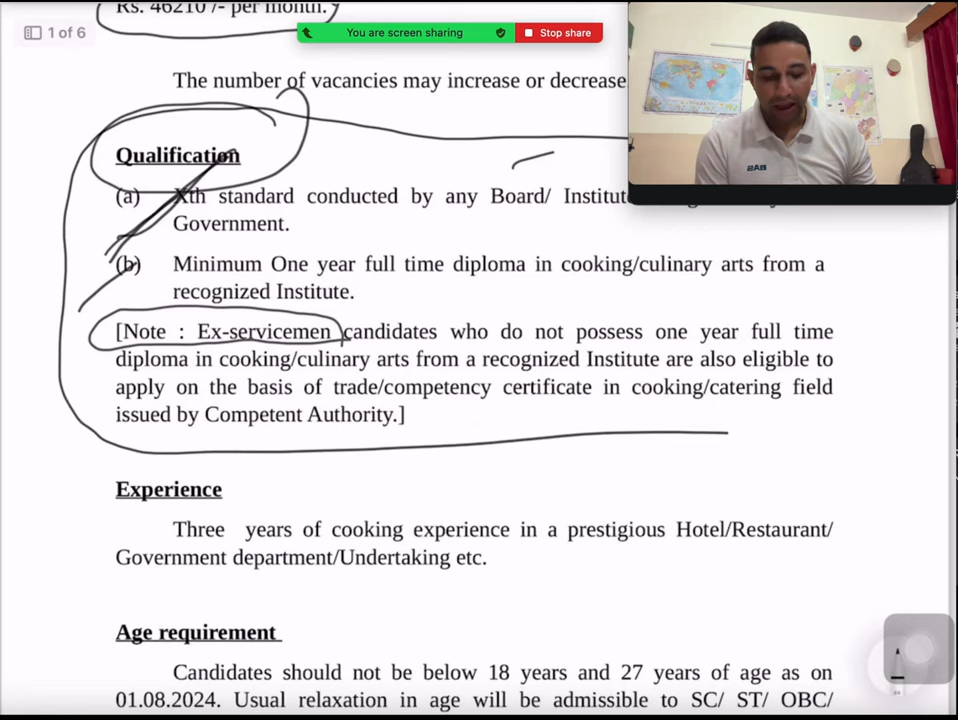 Rs. 46210 /- per month.
1 of 6
You are screen sharing
Stop share
The number of vacancies may increase or decrease
Qualification
(a) Xth standard conducted by any Board/ Institut
Government.
(b) Minimum One year full time diploma in cooking/culinary arts from a
recognized Institute.
[Note : Ex-servicemen candidates who do not possess one year full time
diploma in cooking/culinary arts from a recognized Institute are also eligible to
apply on the basis of trade/competency certificate in cooking/catering field
issued by Competent Authority.]
Experience
Three years of cooking experience in a prestigious Hotel/Restaurant/
Government department/Undertaking etc.
Age requirement
Candidates should not be below 18 years and 27 years of age as on
01.08.2024. Usual relaxation in age will be admissible to SC/ ST/ OBC/